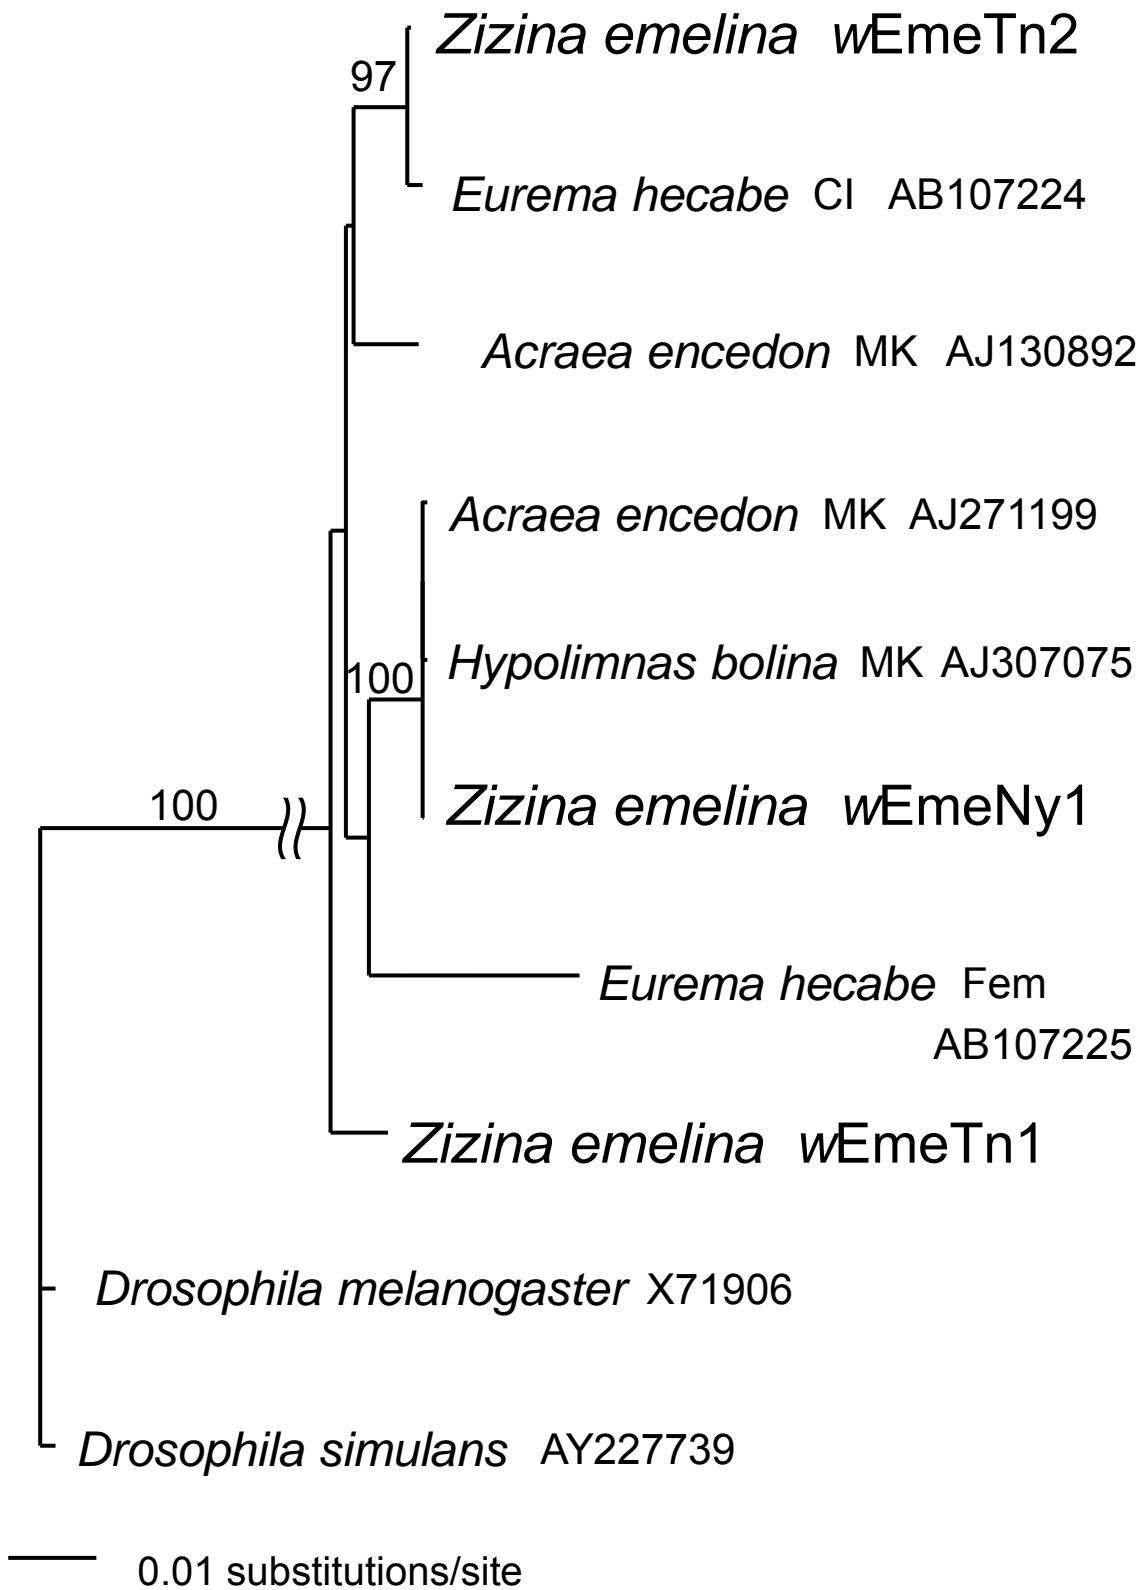 Zizina emelina wEmeTn2
97
Eurema hecabe CI AB107224
Acraea encedon MK AJ130892
Acraea encedon MK AJ271199
Hypolimnas bolina MK AJ307075
100
Zizina emelina wEmeNy1
100
Eurema hecabe Fem
AB107225
Zizina emelina wEmeTn1
Drosophila melanogaster X71906
Drosophila simulans AY227739
0.01 substitutions/site